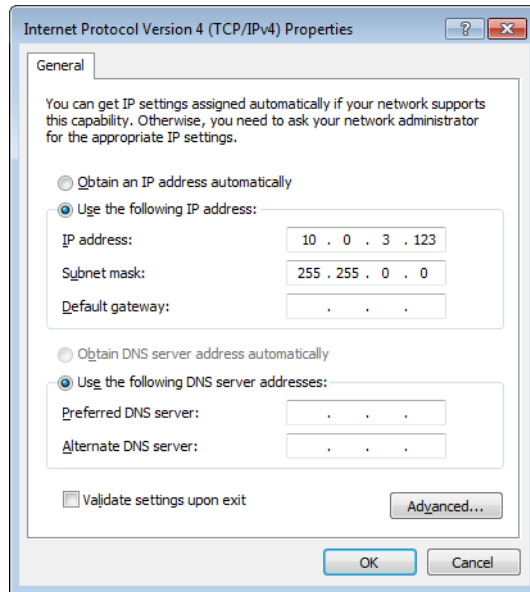 Internet Protocol Version 4 (TCP/IPv4) Properties
General
You can get IP settings assigned automatically if your network supports
this capability. Otherwise, you need to ask your network administrator
for the appropriate IP settings.
Obtain an IP address automatically
Use the following IP address:
IP address: 10 . 0 . 3 . 123
Subnet mask: 255 . 255 . 0 . 0
Default gateway: . . .
Obtain DNS server address automatically
Use the following DNS server addresses:
Preferred DNS server: . . .
Alternate DNS server: . . .
Validate settings upon exit
Advanced...
OK Cancel